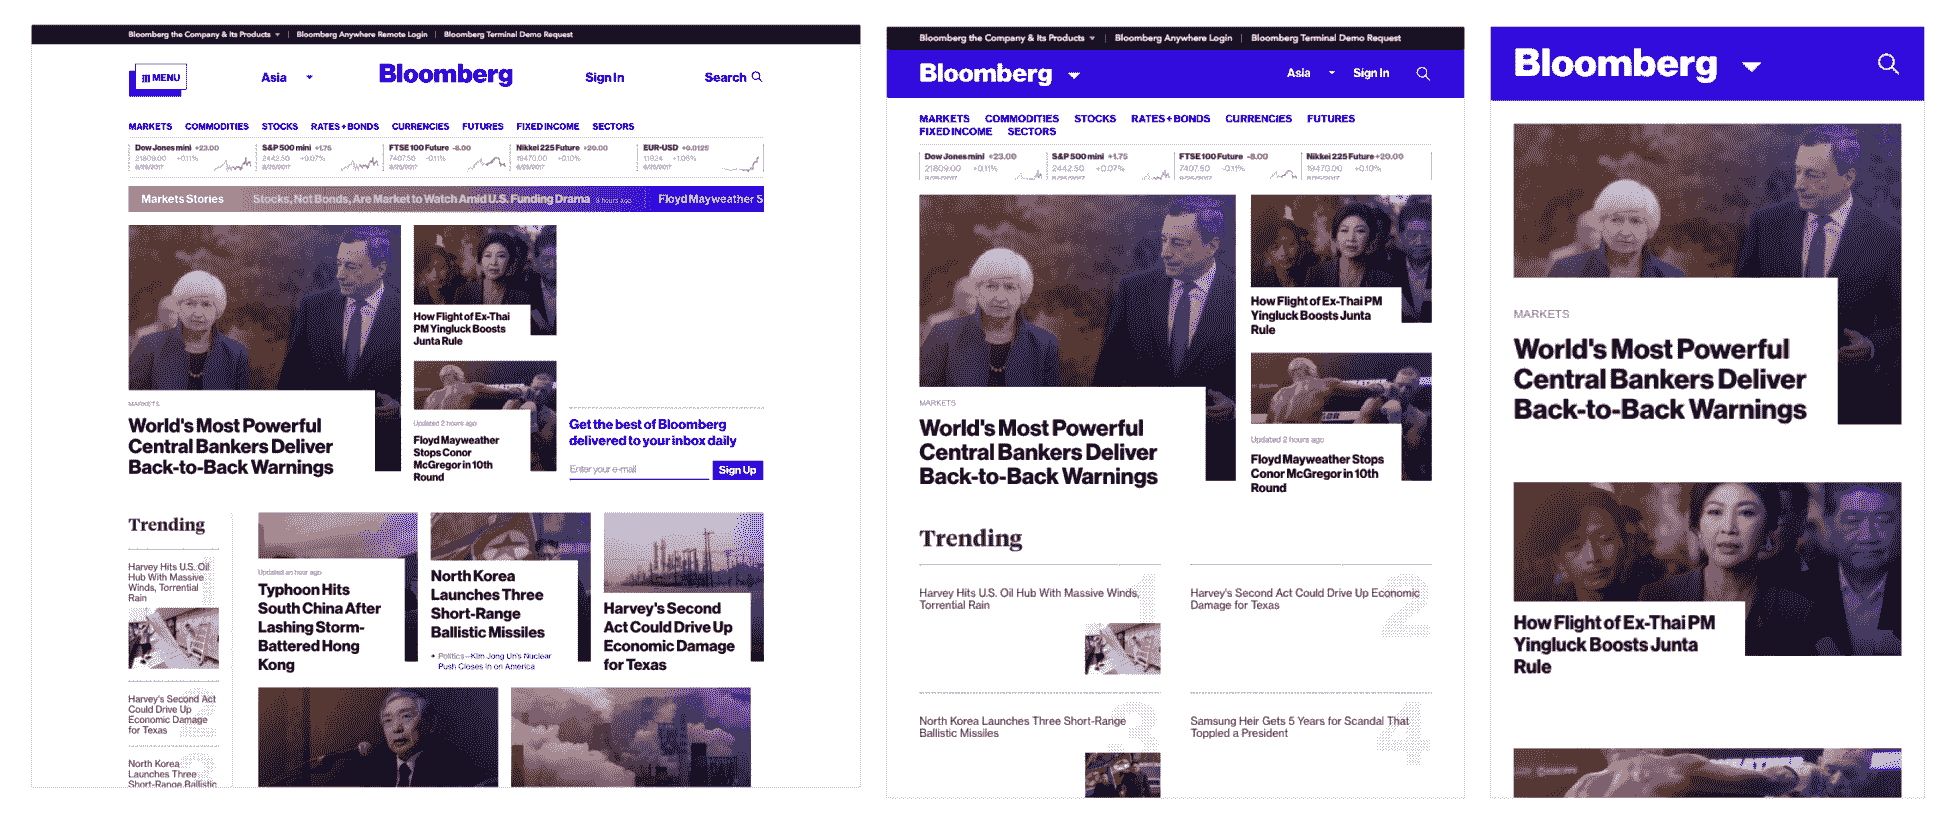 Bloomberg the Company & Its Products | Bloomberg Anywhere Remote Login | Bloomberg Terminal Demo Request
MENU
Asia
Bloomberg
Sign In
Search
MARKETS COMMODITIES STOCKS RATES + BONDS CURRENCIES FUTURES FIXED INCOME SECTORS
Dow Jones mini +23.00
21809.00 +0.11%
S&P 500 mini +1.75
2442.50 +0.07%
FTSE 100 Future -8.00
7407.50 -0.11%
Nikkei 225 Future +20.00
19470.00 +0.10%
EUR-USD +0.0125
1.1924 +1.06%
Markets Stories
Stocks, Not Bonds, Are Market to Watch Amid U.S. Funding Drama
Floyd Mayweather S
MARKETS
World's Most Powerful
Central Bankers Deliver
Back-to-Back Warnings
How Flight of Ex-Thai
PM Yingluck Boosts
Junta Rule
Updated 2 hours ago
Floyd Mayweather
Stops Conor
McGregor in 10th
Round
Get the best of Bloomberg
delivered to your inbox daily
Enter your e-mail
Sign Up
Trending
1
Harvey Hits U.S. Oil
Hub With Massive
Winds, Torrential
Rain
2
Harvey's Second Act
Could Drive Up
Economic Damage
for Texas
3
North Korea
Launches Three
Short-Range Ballistic
Updated an hour ago
Typhoon Hits
South China After
Lashing Storm-
Battered Hong
Kong
North Korea
Launches Three
Short-Range
Ballistic Missiles
Politics—Kim Jong Un's Nuclear
Push Closes in on America
Harvey's Second
Act Could Drive Up
Economic Damage
for Texas
Bloomberg the Company & Its Products | Bloomberg Anywhere Login | Bloomberg Terminal Demo Request
Bloomberg
Asia
Sign In
MARKETS COMMODITIES STOCKS RATES + BONDS CURRENCIES FUTURES
FIXED INCOME SECTORS
Dow Jones mini +23.00
21809.00 +0.11%
S&P 500 mini +1.75
2442.50 +0.07%
FTSE 100 Future -8.00
7407.50 -0.11%
Nikkei 225 Future +20.00
19470.00 +0.10%
MARKETS
World's Most Powerful
Central Bankers Deliver
Back-to-Back Warnings
How Flight of Ex-Thai PM
Yingluck Boosts Junta
Rule
Updated 2 hours ago
Floyd Mayweather Stops
Conor McGregor in 10th
Round
Trending
1
Harvey Hits U.S. Oil Hub With Massive Winds,
Torrential Rain
2
Harvey's Second Act Could Drive Up Economic
Damage for Texas
3
North Korea Launches Three Short-Range
Ballistic Missiles
4
Samsung Heir Gets 5 Years for Scandal That
Toppled a President
Bloomberg
MARKETS
World's Most Powerful
Central Bankers Deliver
Back-to-Back Warnings
How Flight of Ex-Thai PM
Yingluck Boosts Junta
Rule